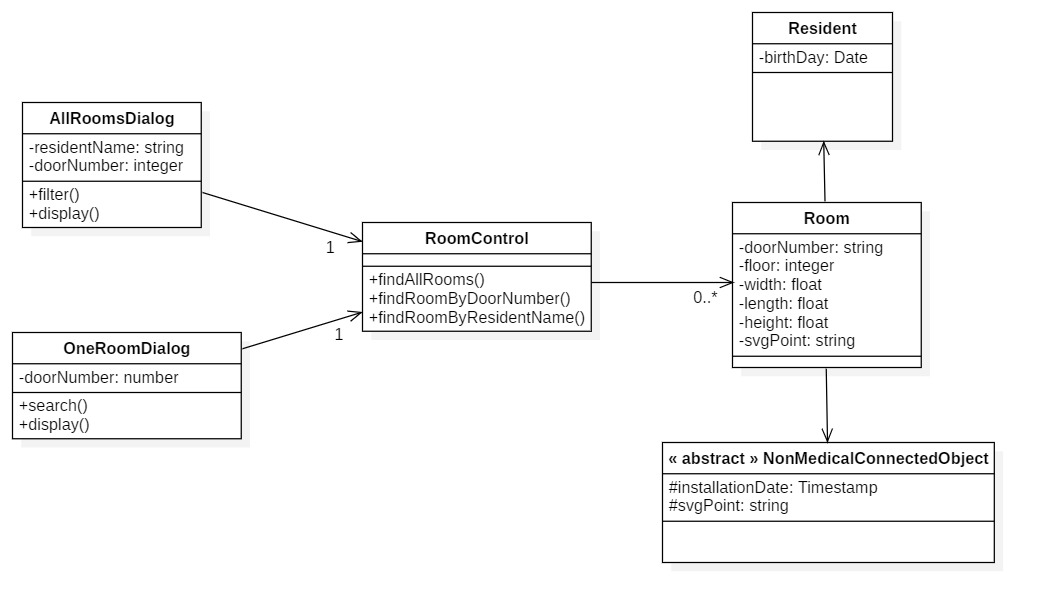 Resident
-birthDay: Date
AllRoomsDialog
-residentName: string
-doorNumber: integer
+filter()
+display()
1
RoomControl
+findAllRooms()
+findRoomByDoorNumber()
+findRoomByResidentName()
0..*
Room
-doorNumber: string
-floor: integer
-width: float
-length: float
-height: float
-svgPoint: string
1
OneRoomDialog
-doorNumber: number
+search()
+display()
« abstract » NonMedicalConnectedObject
#installationDate: Timestamp
#svgPoint: string